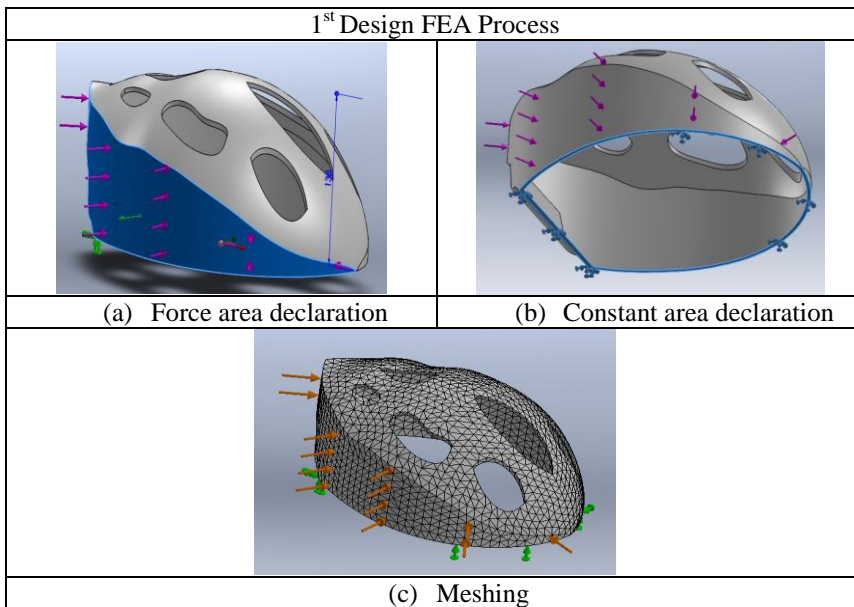 1st Design FEA Process
(a) Force area declaration
(b) Constant area declaration
(c) Meshing